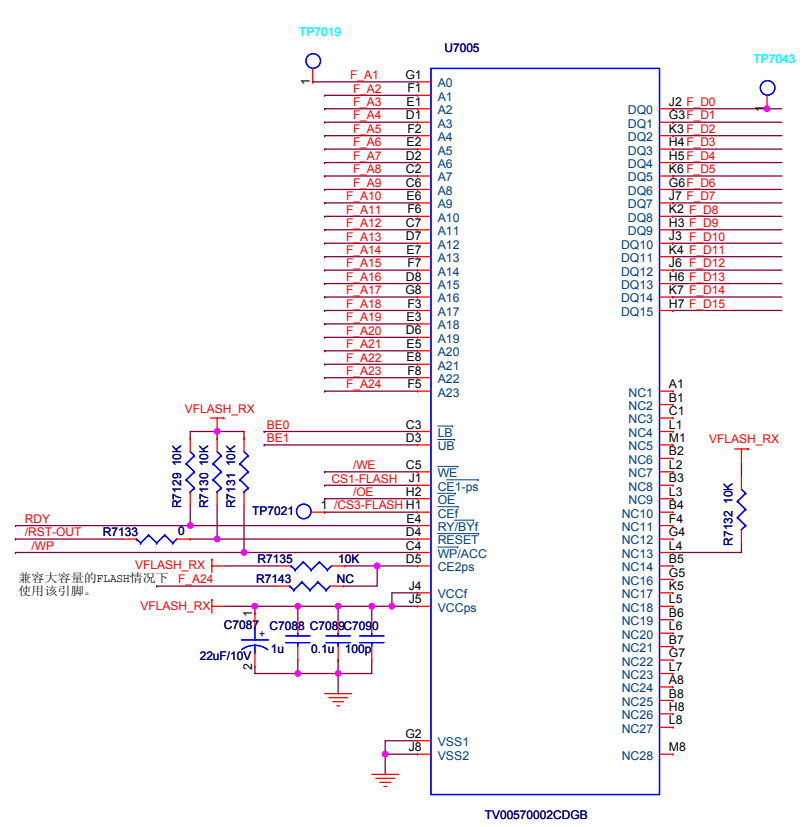 TP7019
U7005
TP7043
1
F_A1 G1 A0
F_A2 F1 A1
F_A3 E1 A2
F_A4 D1 A3
F_A5 F2 A4
F_A6 E2 A5
F_A7 D2 A6
F_A8 C2 A7
F_A9 C6 A8
F_A10 E6 A9
F_A11 F6 A10
F_A12 C7 A11
F_A13 D7 A12
F_A14 E7 A13
F_A15 F7 A14
F_A16 D8 A15
F_A17 G8 A16
F_A18 F3 A17
F_A19 E3 A18
F_A20 D6 A19
F_A21 E5 A20
F_A22 E8 A21
F_A23 F8 A22
F_A24 F5 A23
1
DQ0 J2 F_D0
DQ1 G3 F_D1
DQ2 K3 F_D2
DQ3 H4 F_D3
DQ4 H5 F_D4
DQ5 K6 F_D5
DQ6 G6 F_D6
DQ7 J7 F_D7
DQ8 K2 F_D8
DQ9 H3 F_D9
DQ10 J3 F_D10
DQ11 K4 F_D11
DQ12 J6 F_D12
DQ13 H6 F_D13
DQ14 K7 F_D14
DQ15 H7 F_D15
VFLASH_RX
BE0 C3 LB
BE1 D3 UB
R7129 10K
R7130 10K
R7131 10K
/WE C5 WE
CS1-FLASH J1 CE1-ps
/OE H2 OE
TP7021 1 /CS3-FLASH H1 CEf
RDY E4 RY/BYf
/RST-OUT R7133 0 D4 RESET
/WP C4 WP/ACC
VFLASH_RX R7135 10K D5 CE2ps
兼容大容量的FLASH情况下
使用该引脚。
F_A24 R7143 NC
J4 VCCf
VFLASH_RX J5 VCCps
C7087 C7088 C7089 C7090
1
+
22uF/10V 1u 0.1u 100p
2
G2 VSS1
J8 VSS2
NC1 A1
NC2 B1
NC3 C1
NC4 L1
NC5 M1
NC6 B2
NC7 L2
NC8 B3
NC9 L3
NC10 B4
NC11 F4
NC12 G4
NC13 L4
NC14 B5
NC16 G5
NC17 K5
NC18 L5
NC19 B6
NC20 L6
NC21 B7
NC22 G7
NC23 L7
NC24 A8
NC25 B8
NC26 H8
NC27 L8
NC28 M8
VFLASH_RX
R7132 10K
TV00570002CDGB